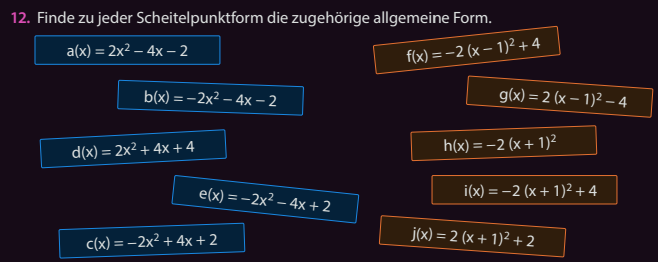 12. Finde zu jeder Scheitelpunktform die zugehörige allgemeine Form.
a(x) = 2x² – 4x – 2
b(x) = –2x² – 4x – 2
d(x) = 2x² + 4x + 4
e(x) = –2x² – 4x + 2
c(x) = –2x² + 4x + 2
f(x) = –2 (x – 1)² + 4
g(x) = 2 (x – 1)² – 4
h(x) = –2 (x + 1)²
i(x) = –2 (x + 1)² + 4
j(x) = 2 (x + 1)² + 2